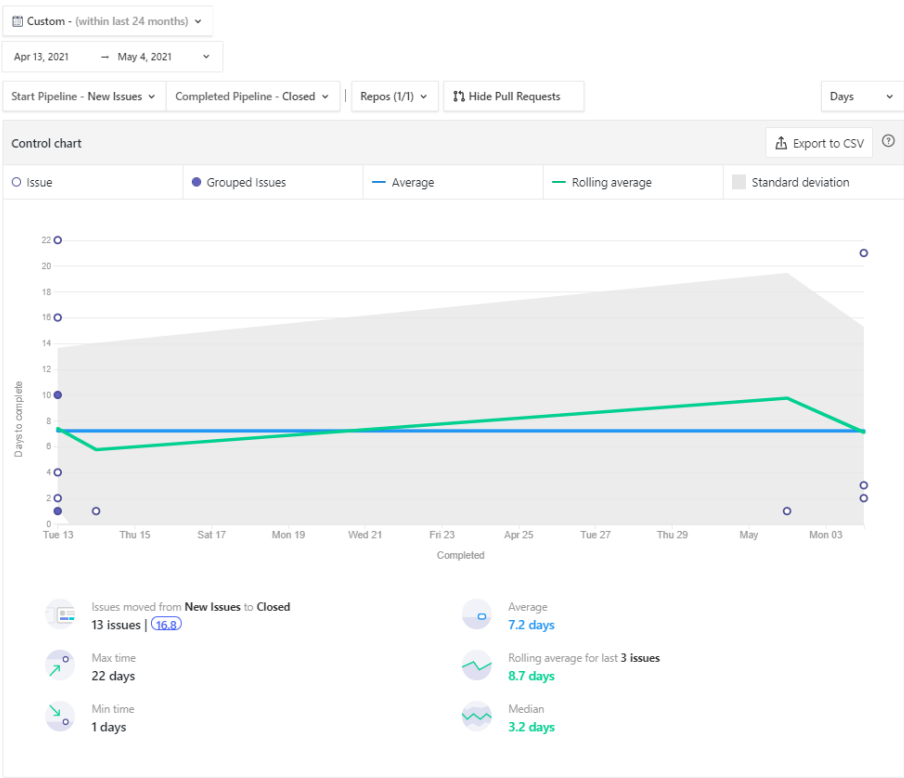 Custom - (within last 24 months)
Apr 13, 2021 → May 4, 2021
Start Pipeline - New Issues Completed Pipeline - Closed Repos (1/1) Hide Pull Requests Days
Control chart Export to CSV ?
Issue Grouped Issues Average Rolling average Standard deviation
22
20
18
16
14
12
10
8
6
4
2
0
Days to complete
Tue 13 Thu 15 Sat 17 Mon 19 Wed 21 Fri 23 Apr 25 Tue 27 Thu 29 May Mon 03
Completed
Issues moved from New Issues to Closed
13 issues | 16.8
Max time
22 days
Min time
1 days
Average
7.2 days
Rolling average for last 3 issues
8.7 days
Median
3.2 days